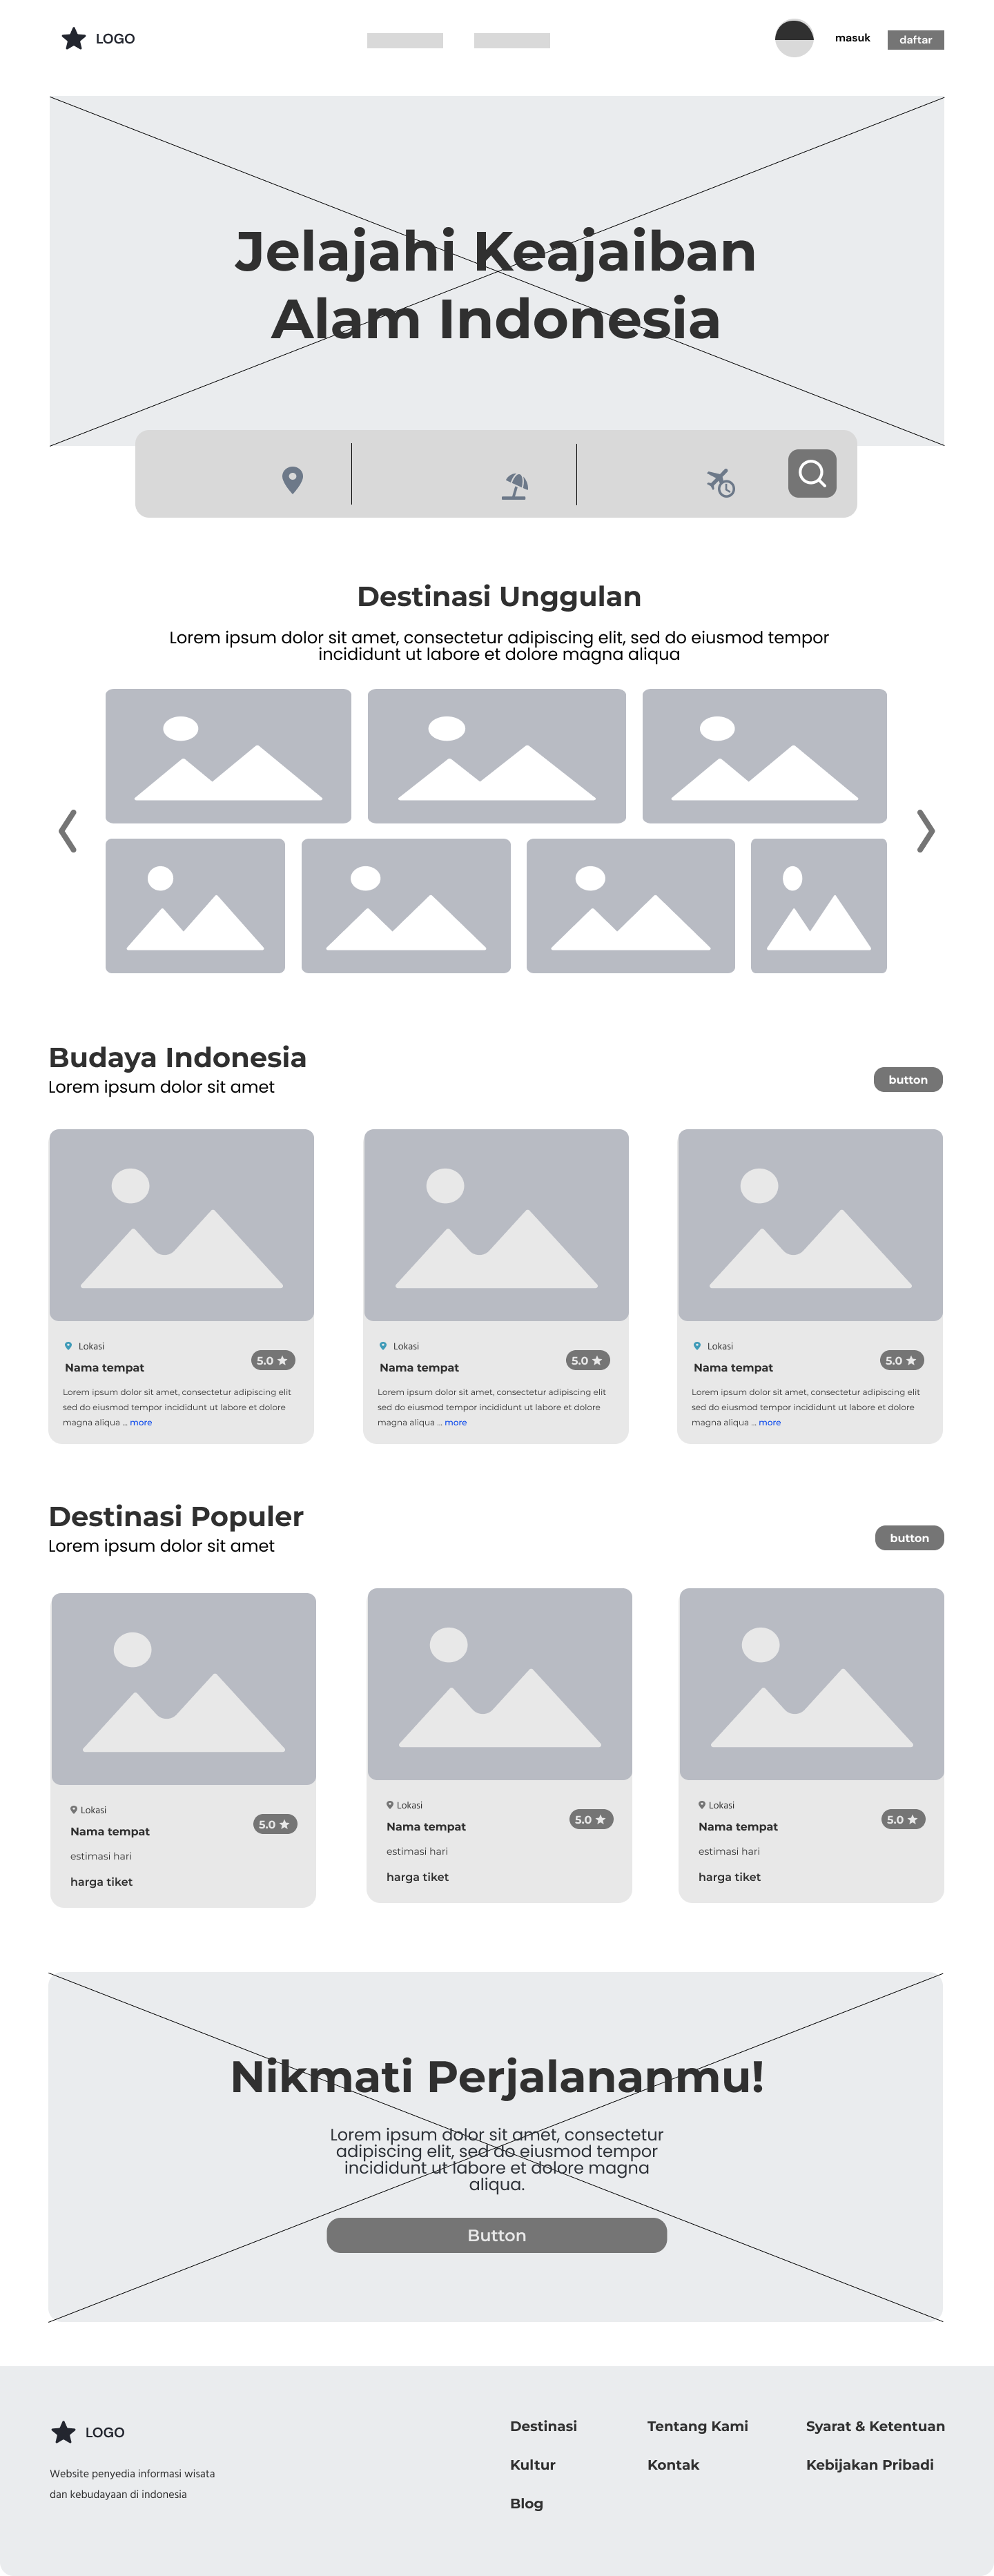 LOGO
masuk
daftar
Jelajahi Keajaiban
Alam Indonesia
Destinasi Unggulan
Lorem ipsum dolor sit amet, consectetur adipiscing elit, sed do eiusmod tempor
incididunt ut labore et dolore magna aliqua
Budaya Indonesia
Lorem ipsum dolor sit amet
button
Lokasi
Nama tempat
5.0
Lorem ipsum dolor sit amet, consectetur adipiscing elit
sed do eiusmod tempor incididunt ut labore et dolore
magna aliqua ... more
Lokasi
Nama tempat
5.0
Lorem ipsum dolor sit amet, consectetur adipiscing elit
sed do eiusmod tempor incididunt ut labore et dolore
magna aliqua ... more
Lokasi
Nama tempat
5.0
Lorem ipsum dolor sit amet, consectetur adipiscing elit
sed do eiusmod tempor incididunt ut labore et dolore
magna aliqua ... more
Destinasi Populer
Lorem ipsum dolor sit amet
button
Lokasi
Nama tempat
5.0
estimasi hari
harga tiket
Lokasi
Nama tempat
5.0
estimasi hari
harga tiket
Lokasi
Nama tempat
5.0
estimasi hari
harga tiket
Nikmati Perjalananmu!
Lorem ipsum dolor sit amet, consectetur
adipiscing elit, sed do eiusmod tempor
incididunt ut labore et dolore magna
aliqua.
Button
LOGO
Website penyedia informasi wisata
dan kebudayaan di indonesia
Destinasi
Kultur
Blog
Tentang Kami
Kontak
Syarat & Ketentuan
Kebijakan Pribadi